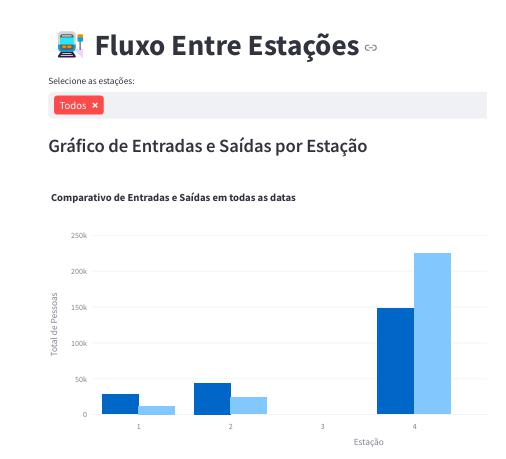 Fluxo Entre Estações
Selecione as estações:
Todos ×
Gráfico de Entradas e Saídas por Estação
Comparativo de Entradas e Saídas em todas as datas
250k
200k
150k
100k
50k
0
Total de Pessoas
1 2 3 4
Estação